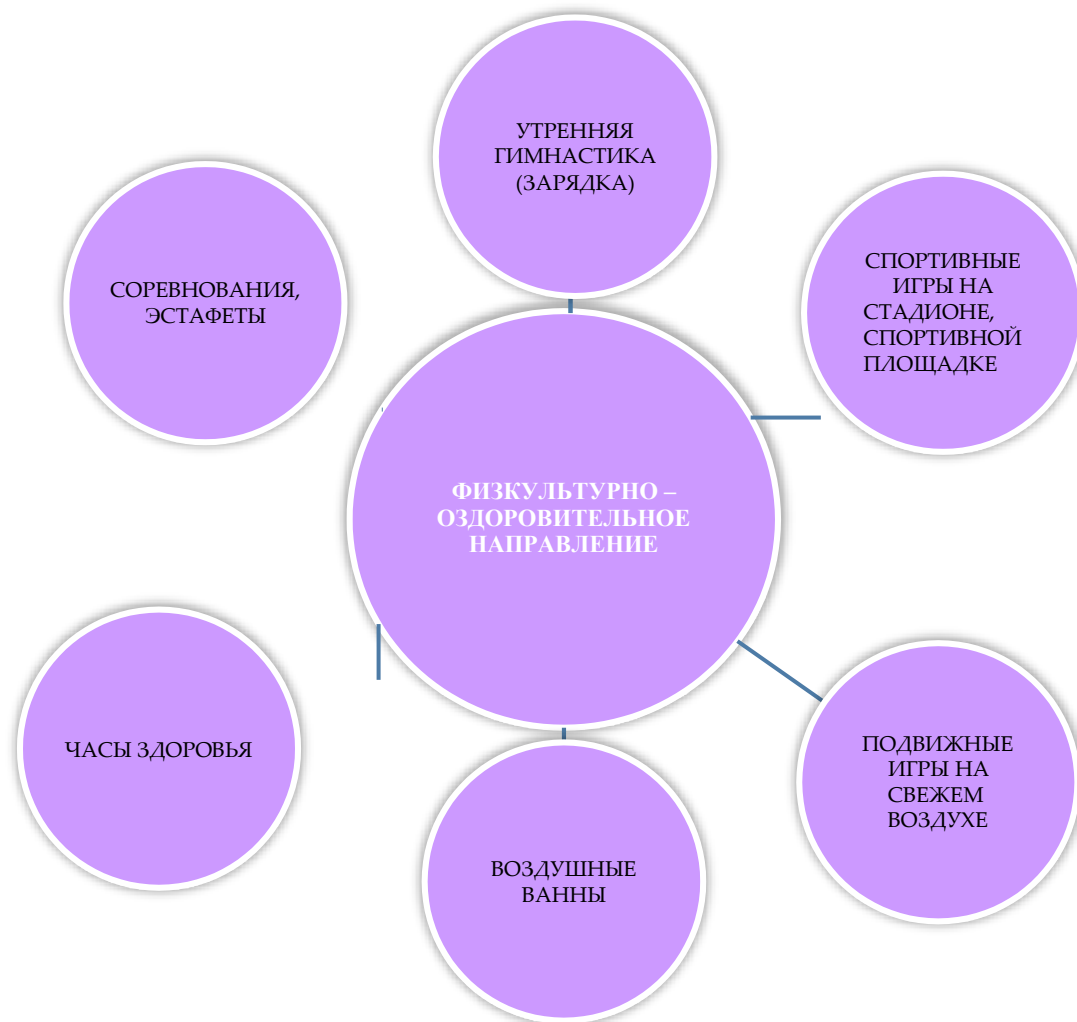 УТРЕННЯЯ
ГИМНАСТИКА
(ЗАРЯДКА)
СОРЕВНОВАНИЯ,
ЭСТАФЕТЫ
СПОРТИВНЫЕ
ИГРЫ НА
СТАДИОНЕ,
СПОРТИВНОЙ
ПЛОЩАДКЕ
ФИЗКУЛЬТУРНО –
ОЗДОРОВИТЕЛЬНОЕ
НАПРАВЛЕНИЕ
ЧАСЫ ЗДОРОВЬЯ
ПОДВИЖНЫЕ
ИГРЫ НА
СВЕЖЕМ
ВОЗДУХЕ
ВОЗДУШНЫЕ
ВАННЫ